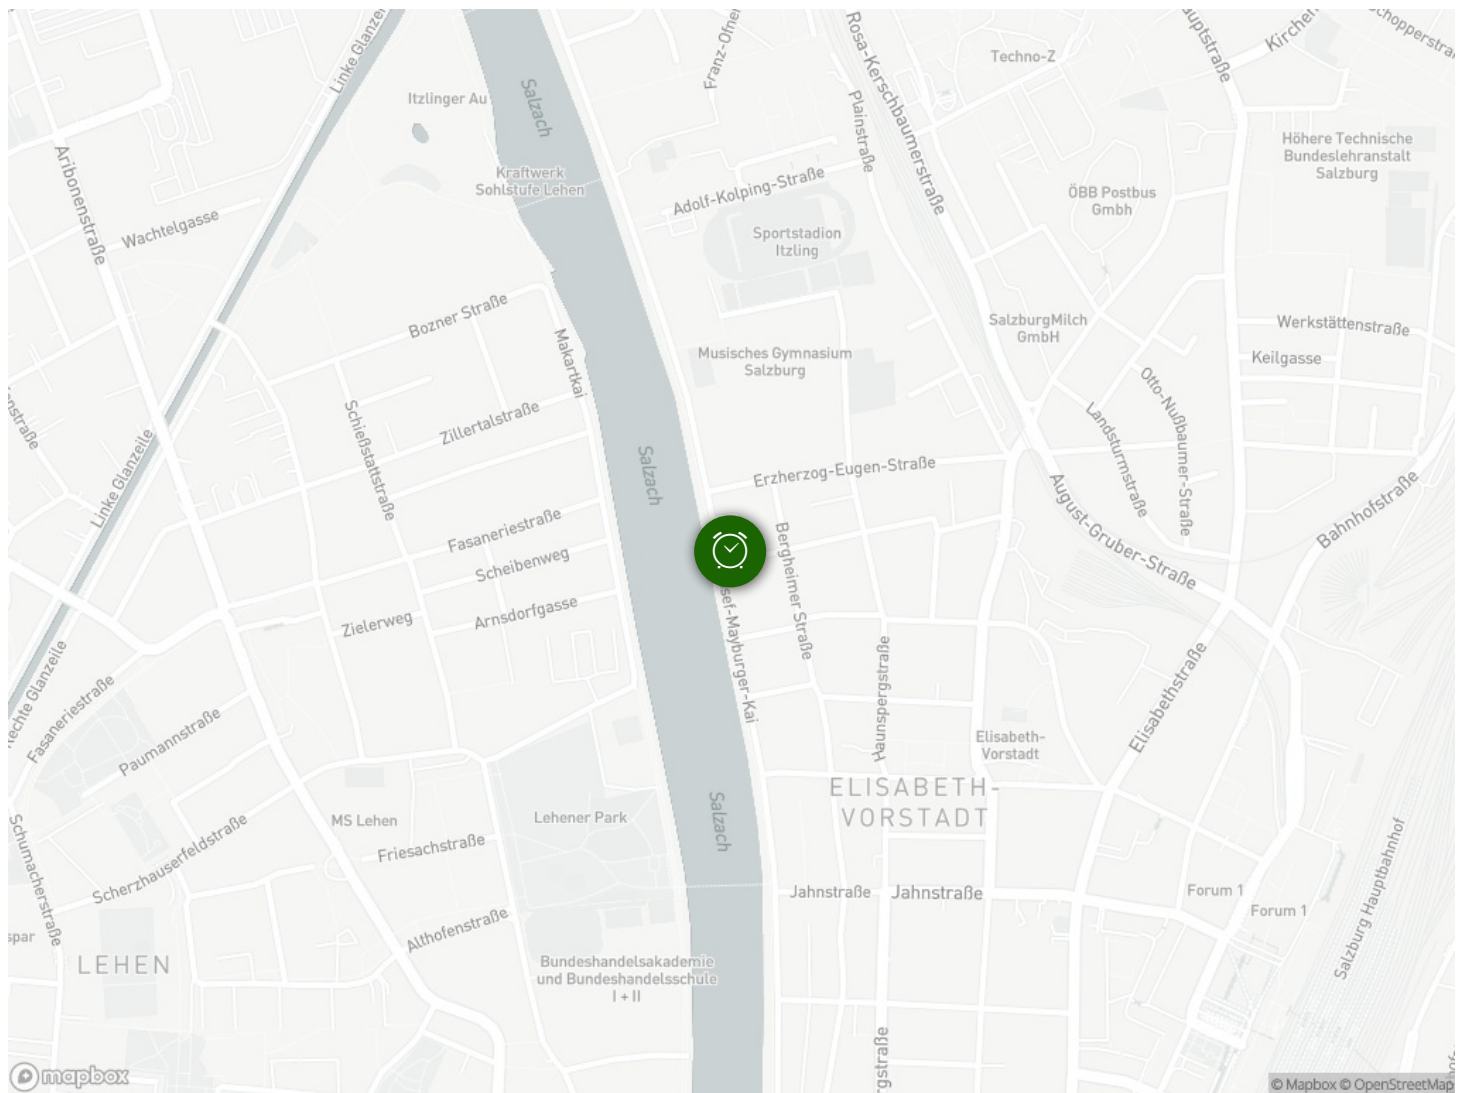 Linke Glanzeile
Salzach
Itzlinger Au
Franz-Ofner
Rosa-Kerschbaumerstraße
Techno-Z
Kirchen
Schopperstra
Aribonenstraße
Kraftwerk
Sohlstufe Lehen
Plainstraße
Höhere Technische
Bundeslehranstalt
Salzburg
Adolf-Kolping-Straße
ÖBB Postbus
Gmbh
Wachtelgasse
Sportstadion
Itzling
Bozner Straße
Makartkai
SalzburgMilch
GmbH
Werkstättenstraße
Keilgasse
Musisches Gymnasium
Salzburg
Otto-Nußbaumer-Straße
Landsturmstraße
Zillertalstraße
Schießstattstraße
Linke Glanzeile
Salzach
Erzherzog-Eugen-Straße
August-Gruber-Straße
Bahnhofstraße
Fasaneriestraße
Scheibenweg
Bergheimer Straße
Arnsdorfgasse
Zielerweg
sef-Mayburger-Kai
Haunspergstraße
Elisabethstraße
Rechte Glanzeile
Fasaneriestraße
Paumannstraße
Elisabeth-
Vorstadt
ELISABETH-
VORSTADT
Salzach
MS Lehen
Lehener Park
Friesachstraße
Scherzhauserfeldstraße
Schumacherstraße
Jahnstraße
Jahnstraße
Forum 1
Forum 1
Salzburg Hauptbahnhof
Althofenstraße
spar
LEHEN
Bundeshandelsakademie
und Bundeshandelsschule
I + II
rgstraße
mapbox
© Mapbox © OpenStreetMap